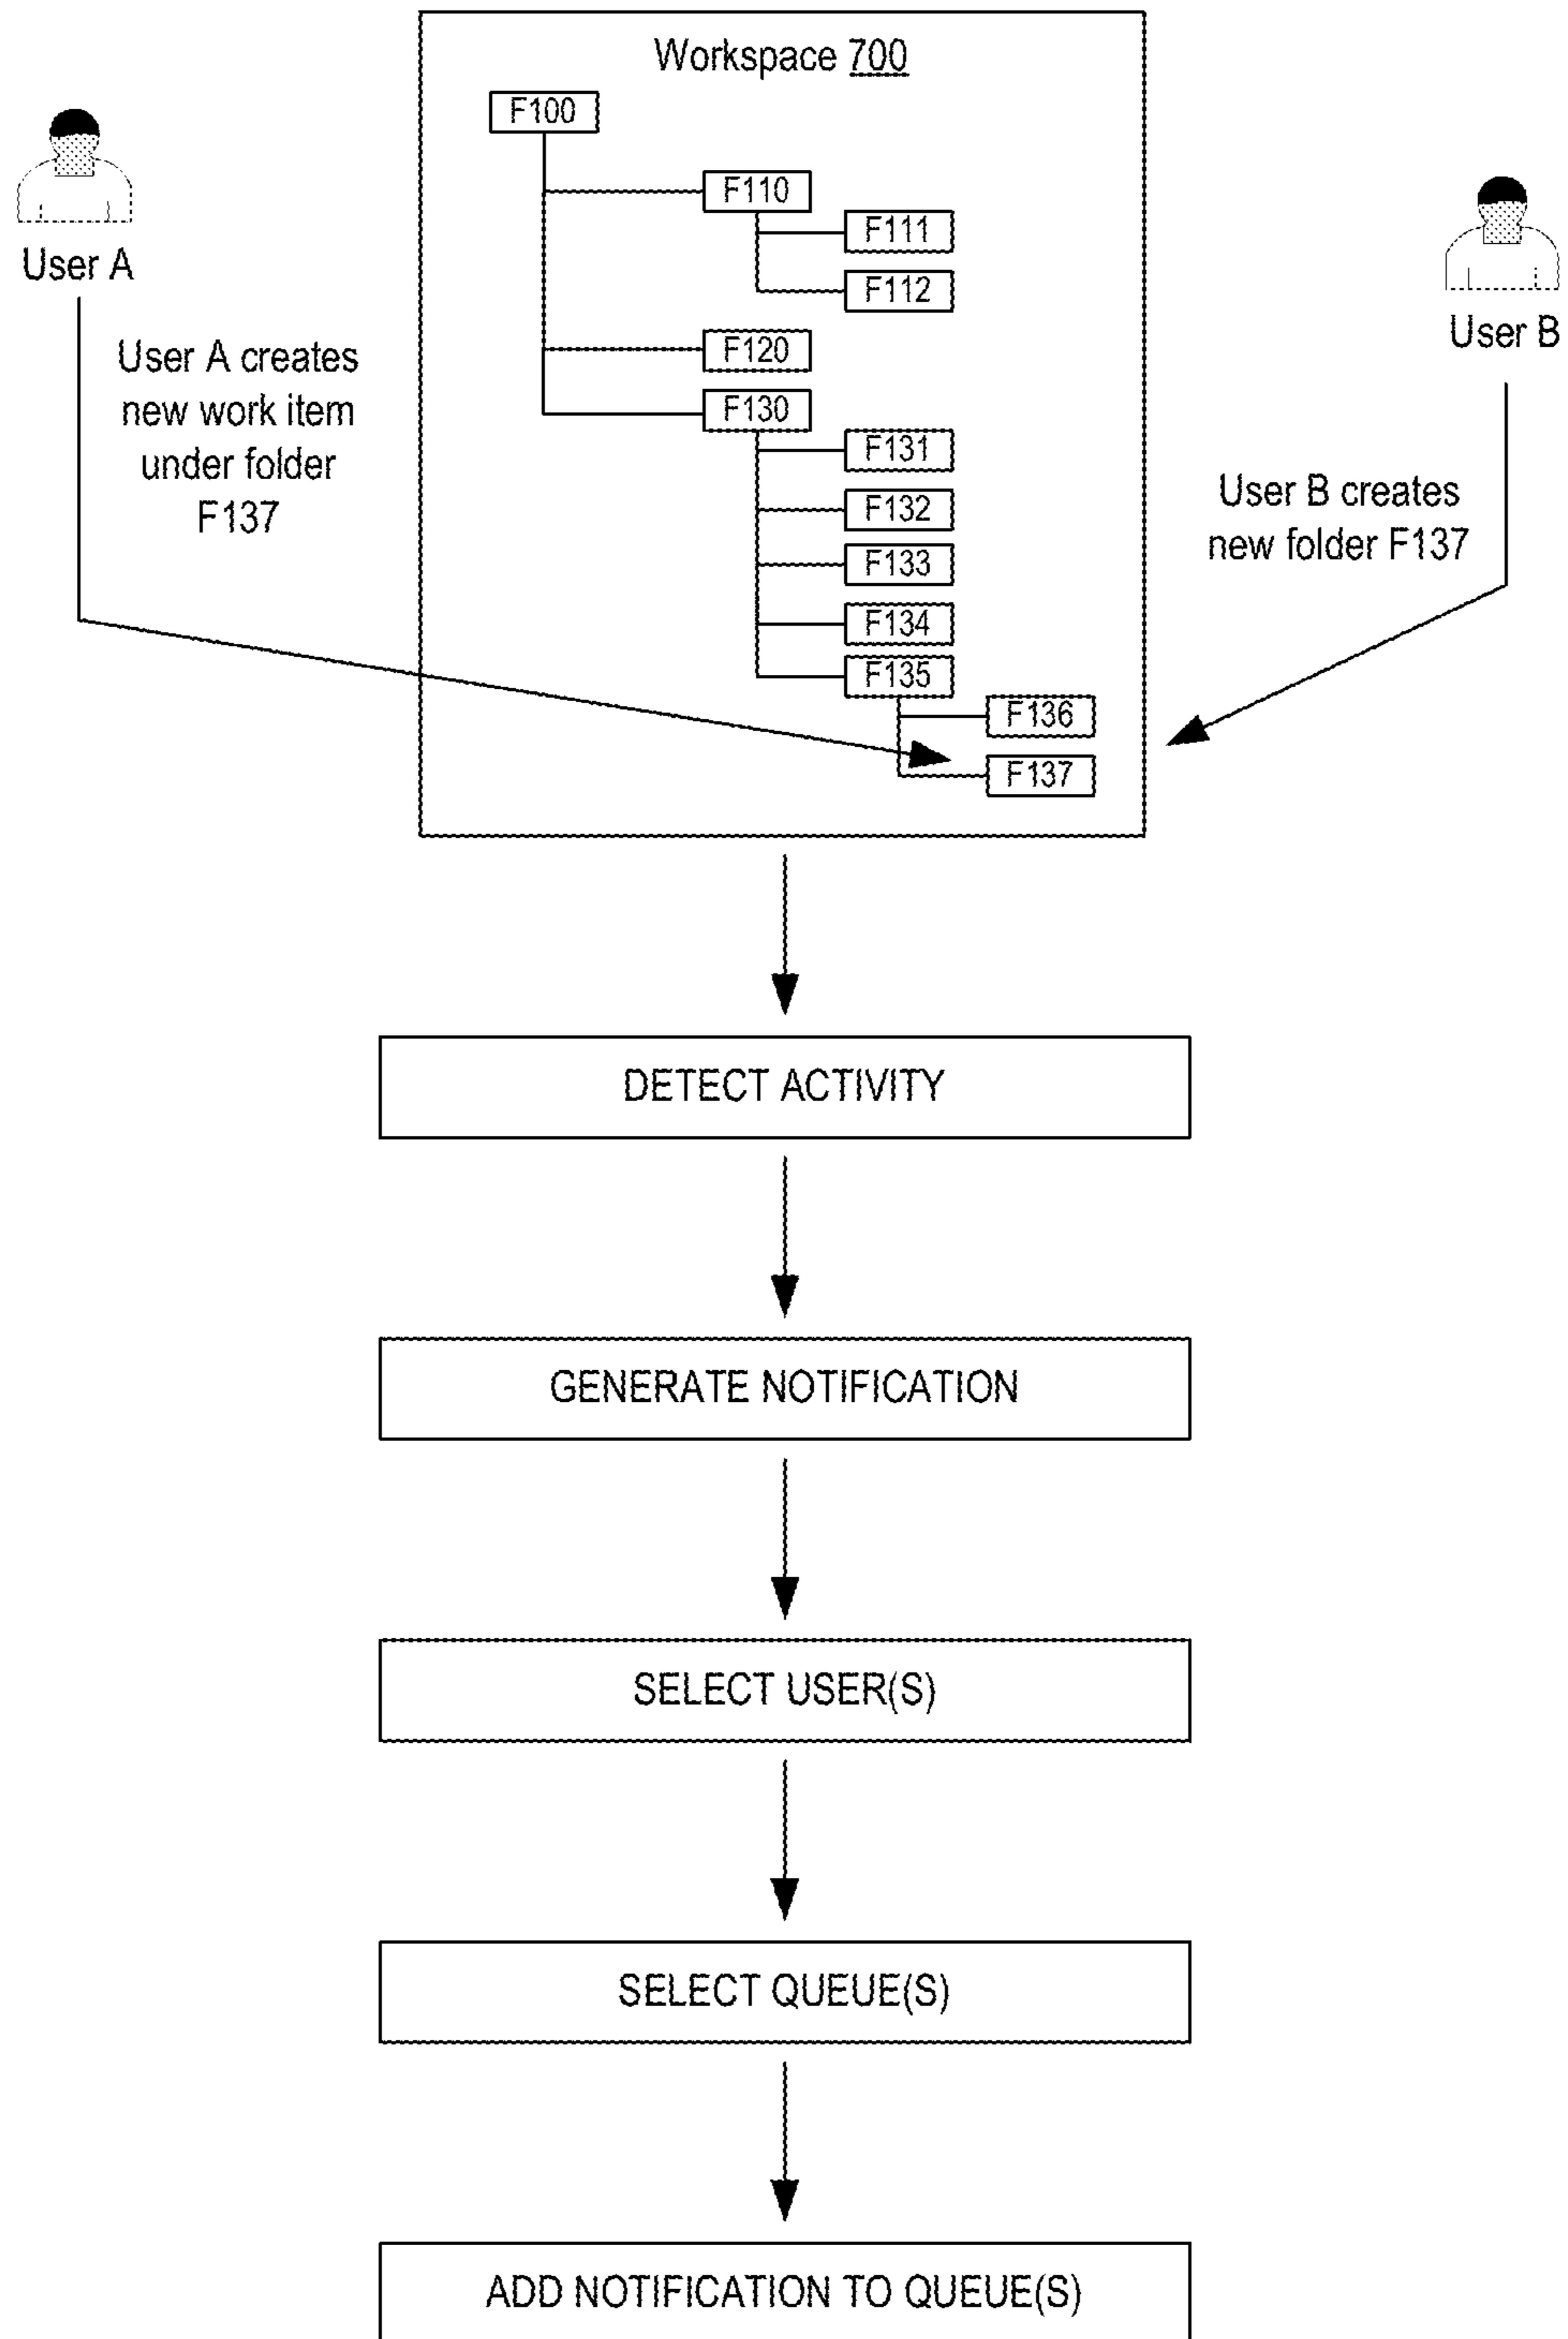 Workspace 700
F100
F110
F111
F112
F120
F130
F131
F132
F133
F134
F135
F136
F137
User A
User A creates
new work item
under folder
F137
User B
User B creates
new folder F137
DETECT ACTIVITY
GENERATE NOTIFICATION
SELECT USER(S)
SELECT QUEUE(S)
ADD NOTIFICATION TO QUEUE(S)